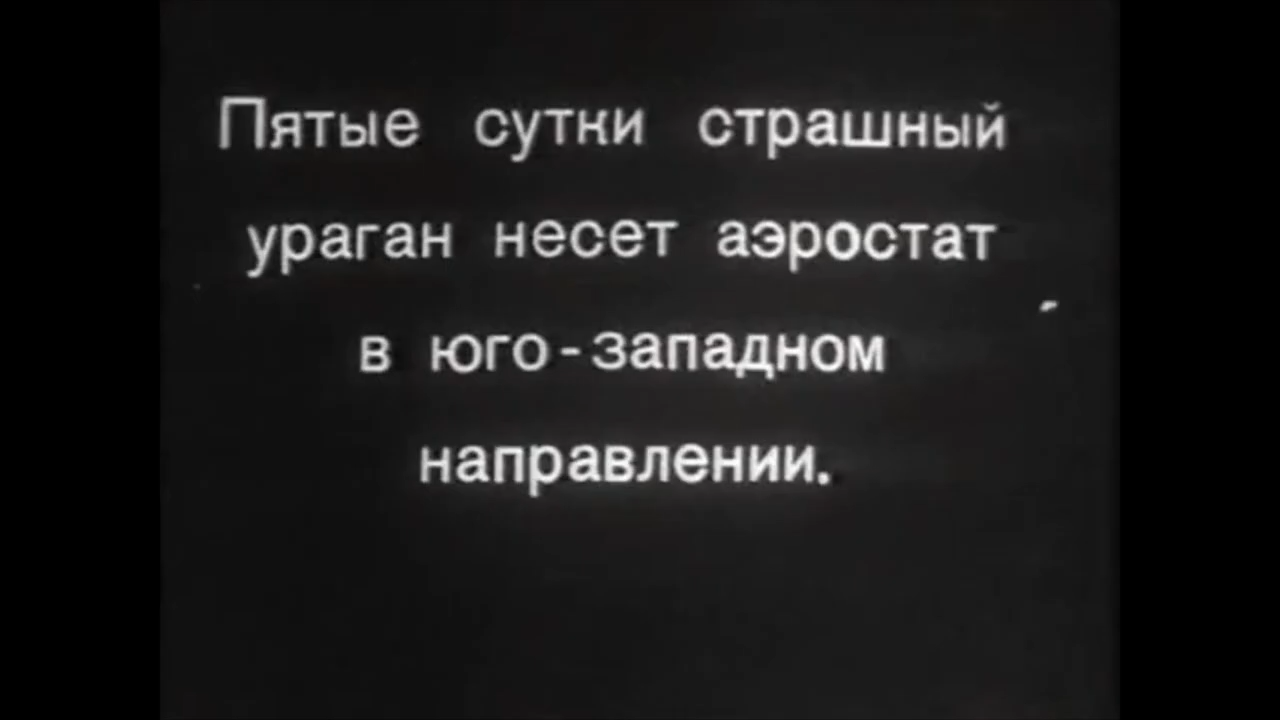 Пятые сутки страшный
ураган несет аэростат
в юго-западном
направлении.